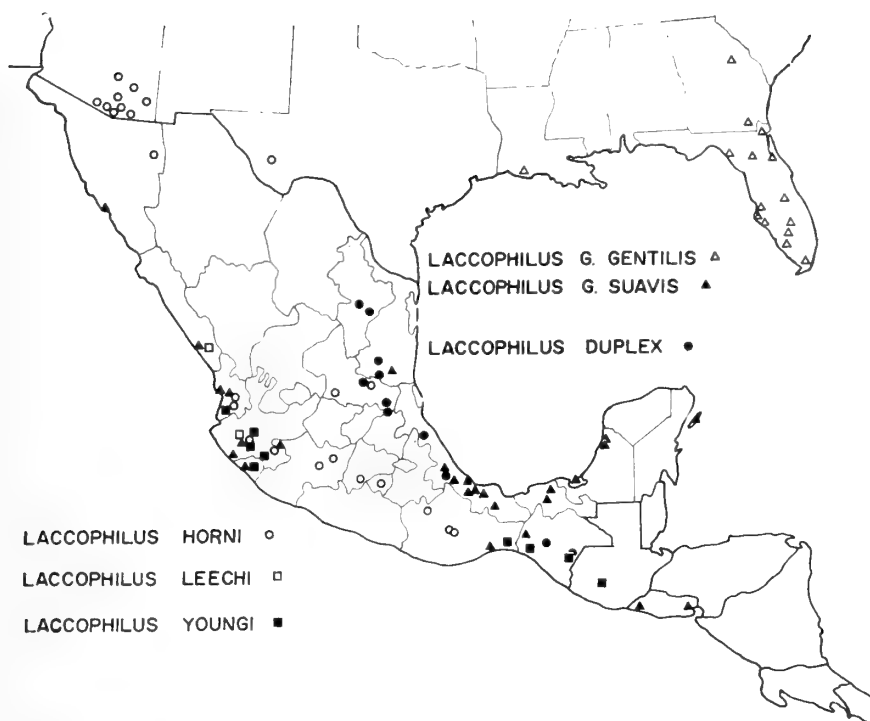 LACCOPHILUS G. GENTILIS △
LACCOPHILUS G. SUAVIS ▲
LACCOPHILUS DUPLEX ●
LACCOPHILUS HORNI ○
LACCOPHILUS LEECHI □
LACCOPHILUS YOUNGI ■